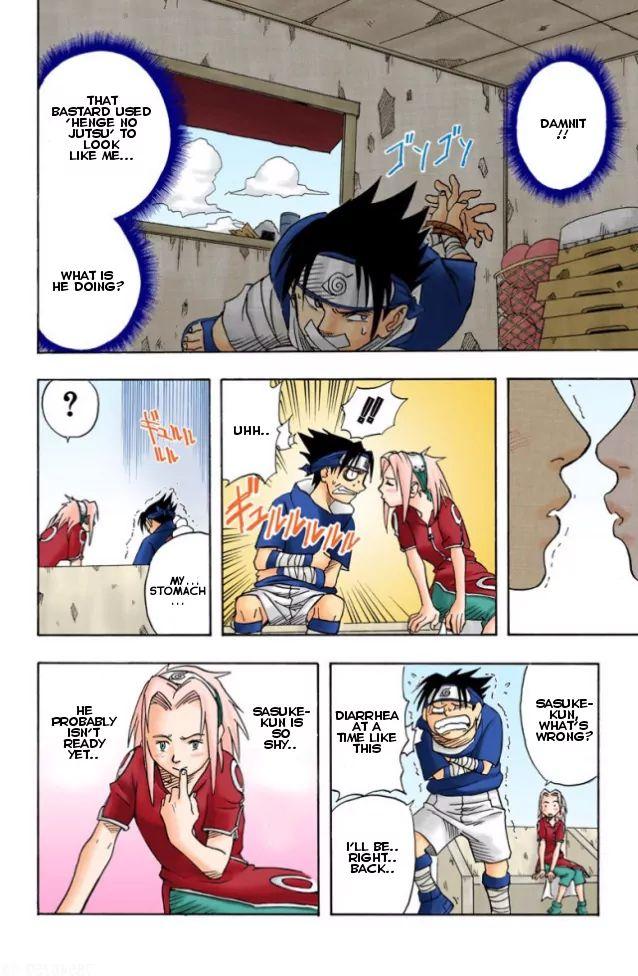 DAMNIT
!!
THAT
BASTARD USED
'HENGE NO
JUTSU' TO
LOOK
LIKE ME...
WHAT IS
HE DOING?
ゴソゴソ
!!
UHH..
ギュルルルルル
?
ギュルルルル
MY...
STOMACH
...
SASUKE-
KUN,
WHAT'S
WRONG?
DIARRHEA
AT A
TIME LIKE
THIS
I'LL BE..
RIGHT..
BACK..
SASUKE-
KUN IS
SO
SHY..
HE
PROBABLY
ISN'T
READY
YET..